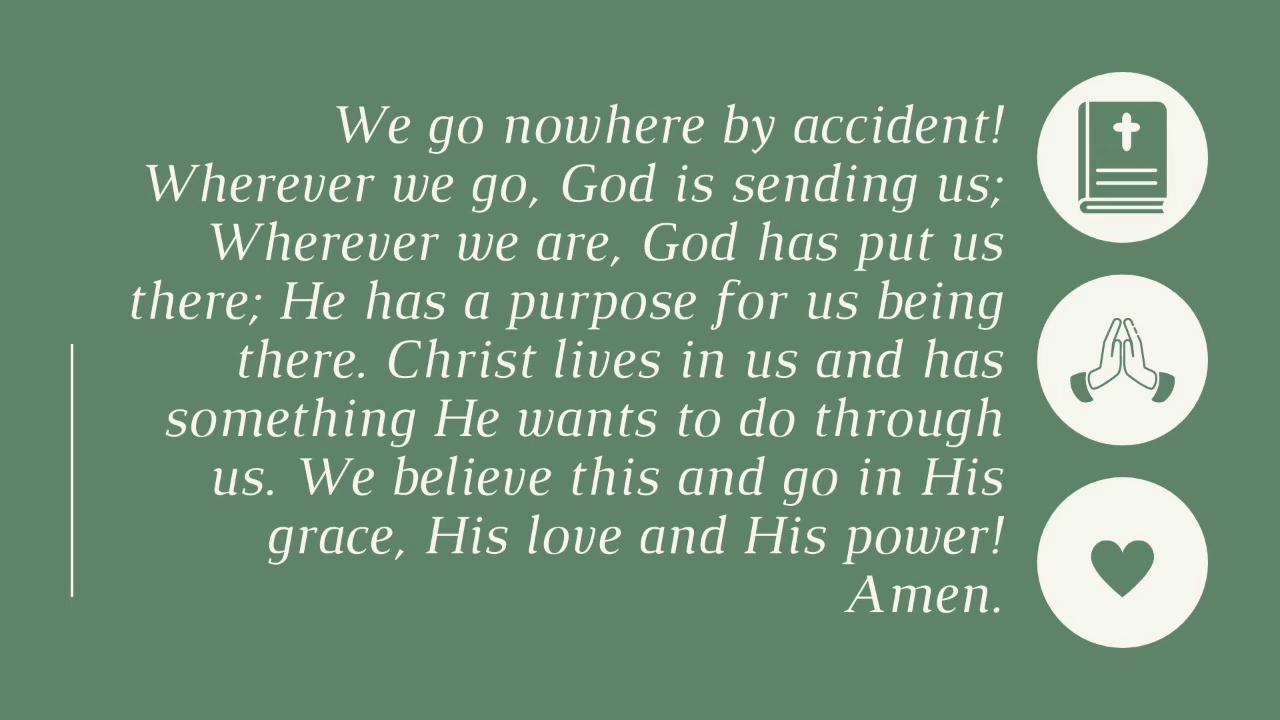 We go nowhere by accident!
Wherever we go, God is sending us;
Wherever we are, God has put us
there; He has a purpose for us being
there. Christ lives in us and has
something He wants to do through
us. We believe this and go in His
grace, His love and His power!
Amen.